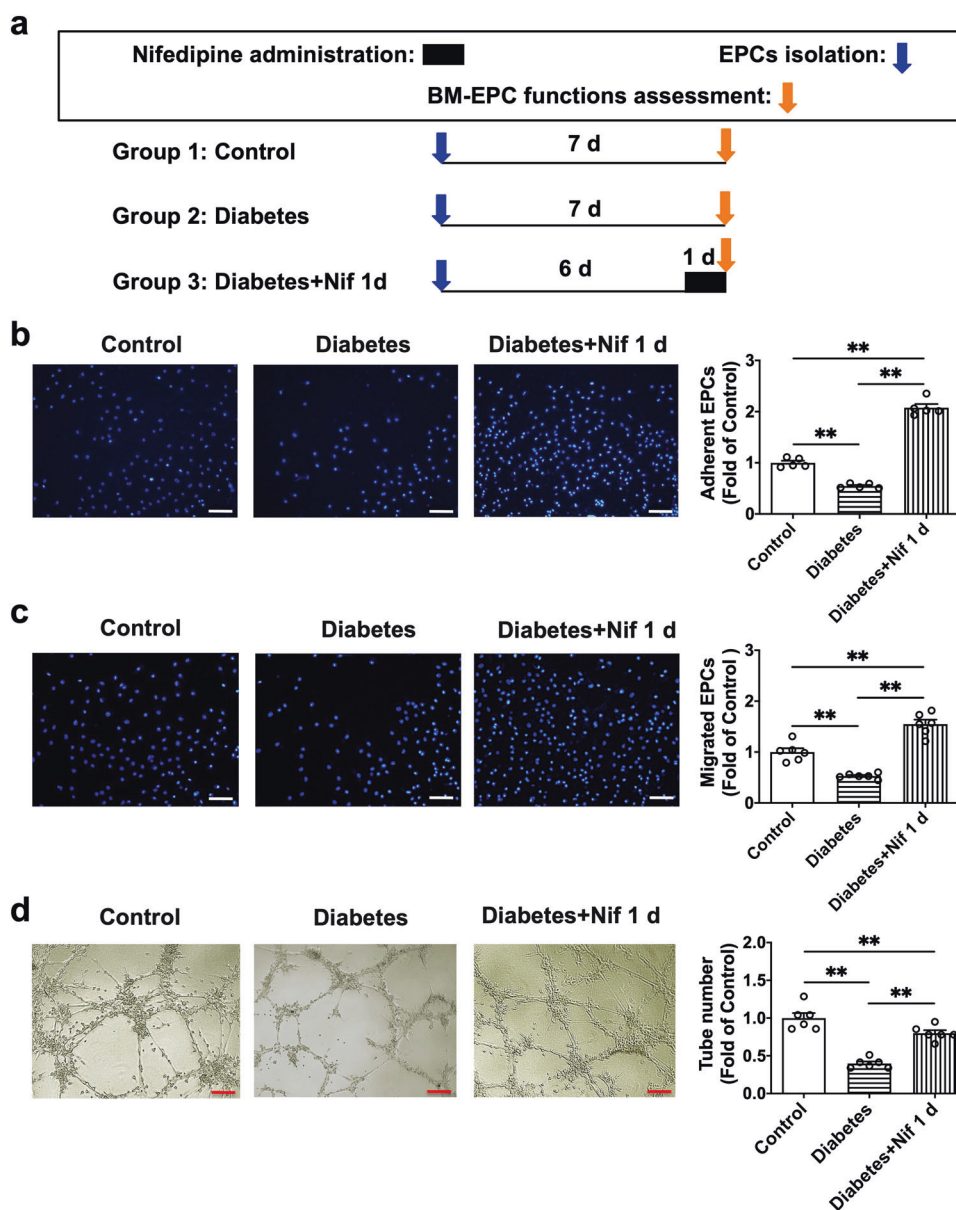 a
Nifedipine administration:
EPCs isolation:
BM-EPC functions assessment:
Group 1: Control
7 d
Group 2: Diabetes
7 d
Group 3: Diabetes+Nif 1d
6 d
1 d
b
Control
Diabetes
Diabetes+Nif 1 d
Adherent EPCs
(Fold of Control)
3
2
1
0
**
**
**
Control
Diabetes
Diabetes+Nif 1 d
c
Control
Diabetes
Diabetes+Nif 1 d
Migrated EPCs
(Fold of Control )
3
2
1
0
**
**
**
Control
Diabetes
Diabetes+Nif 1 d
d
Control
Diabetes
Diabetes+Nif 1 d
Tube number
(Fold of Control)
2.0
1.5
1.0
0.5
0.0
**
**
**
Control
Diabetes
Diabetes+Nif 1 d